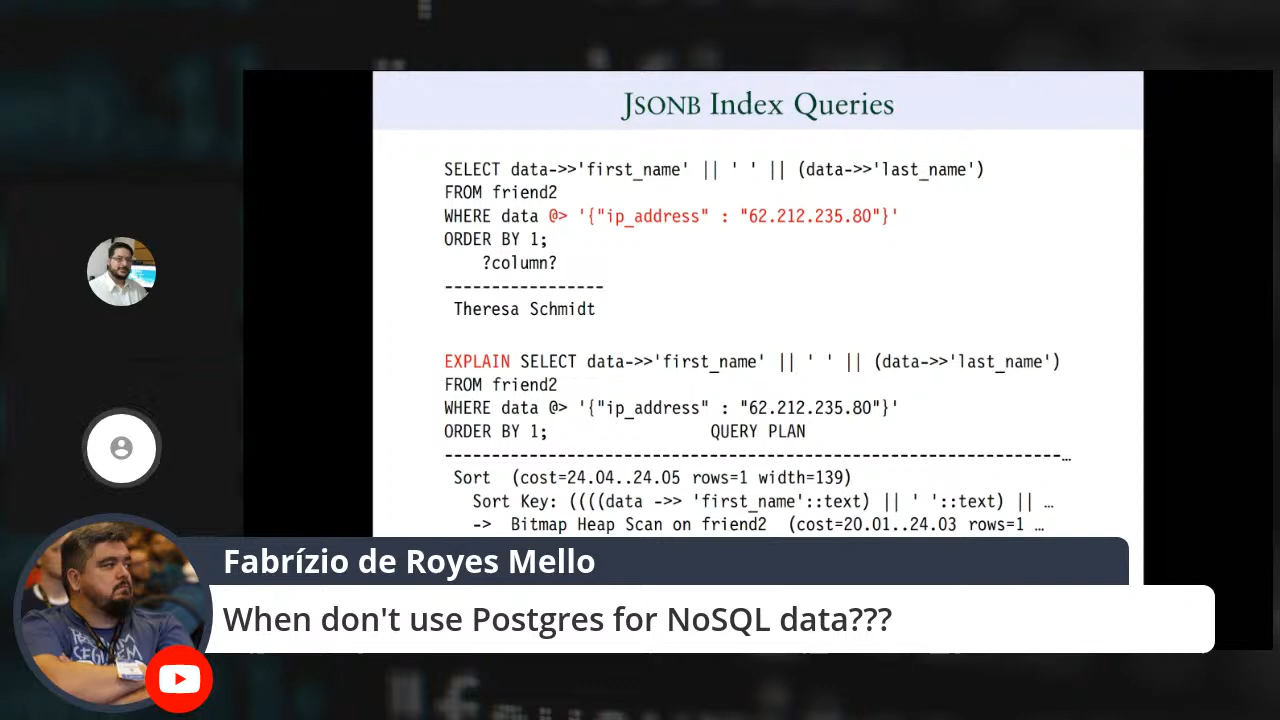 JSONB Index Queries
SELECT data->>'first_name' || ' ' || (data->>'last_name')
FROM friend2
WHERE data @> '{"ip_address" : "62.212.235.80"}'
ORDER BY 1;
?column?
-----------------
Theresa Schmidt
EXPLAIN SELECT data->>'first_name' || ' ' || (data->>'last_name')
FROM friend2
WHERE data @> '{"ip_address" : "62.212.235.80"}'
ORDER BY 1; QUERY PLAN
-----------------------------------------------------------------…
Sort (cost=24.04..24.05 rows=1 width=139)
Sort Key: ((((data ->> 'first_name'::text) || ' '::text) || …
-> Bitmap Heap Scan on friend2 (cost=20.01..24.03 rows=1 …
Fabrízio de Royes Mello
When don't use Postgres for NoSQL data???